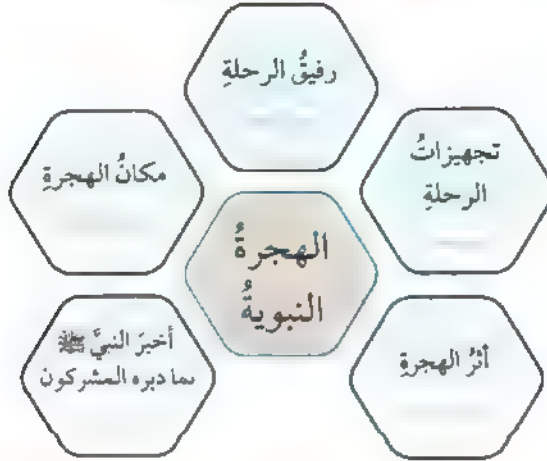 رفيقُ الرحلةِ
تجهيزاتُ
الرحلةِ
مكانُ الهجرةِ
الهجرةُ
النبويةُ
أخبرَ النبيَّ ﷺ
بما دبره المشركون
أثرُ الهجرةِ